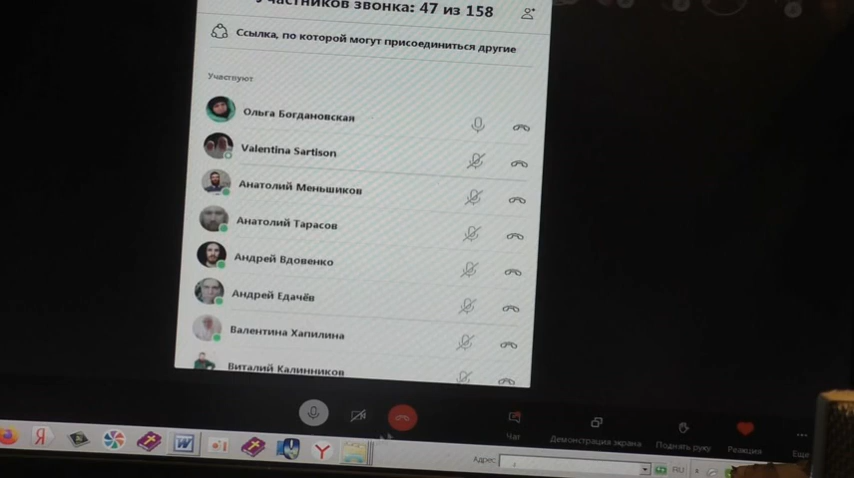 Участников звонка: 47 из 158
Ссылка, по которой могут присоединиться другие
Участвуют
Ольга Богдановская
Valentina Sartison
Анатолий Меньшиков
Анатолий Тарасов
Андрей Вдовенко
Андрей Едачёв
Валентина Хапилина
Виталий Калинников
Чат
Демонстрация экрана
Поднять руку
Реакция
Еще
Адрес
RU